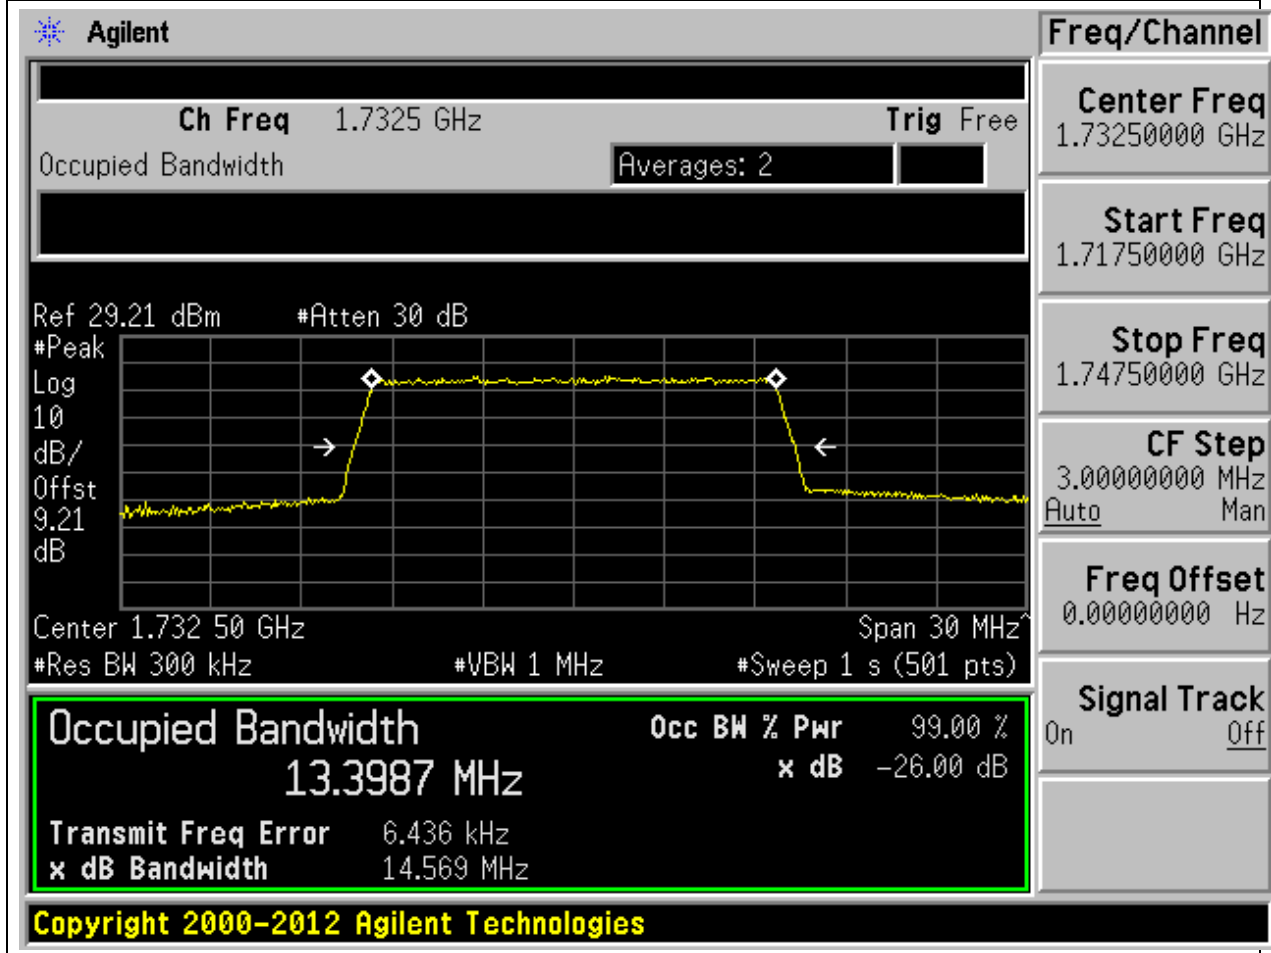 Agilent
Freq/Channel
Ch Freq 1.7325 GHz Trig Free
Occupied Bandwidth Averages: 2
Center Freq
1.73250000 GHz
Start Freq
1.71750000 GHz
Stop Freq
1.74750000 GHz
CF Step
3.00000000 MHz
Auto Man
Freq Offset
0.00000000 Hz
Signal Track
On Off
Ref 29.21 dBm #Atten 30 dB
#Peak
Log
10
dB/
Offst
9.21
dB
Center 1.732 50 GHz Span 30 MHz^
#Res BW 300 kHz #VBW 1 MHz #Sweep 1 s (501 pts)
Occupied Bandwidth Occ BW % Pwr 99.00 %
13.3987 MHz x dB -26.00 dB
Transmit Freq Error 6.436 kHz
x dB Bandwidth 14.569 MHz
Copyright 2000-2012 Agilent Technologies